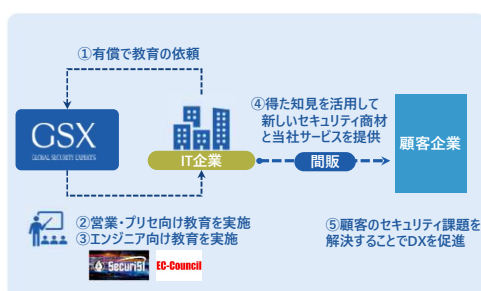 ①有償で教育の依頼
GSX
GLOBAL SECURITY EXPERTS
IT企業
④得た知見を活用して
新しいセキュリティ商材
と当社サービスを提供
間販
顧客企業
②営業・プリセ向け教育を実施
③エンジニア向け教育を実施
SecuriST
EC-Council
⑤顧客のセキュリティ課題を
解決することでDXを促進